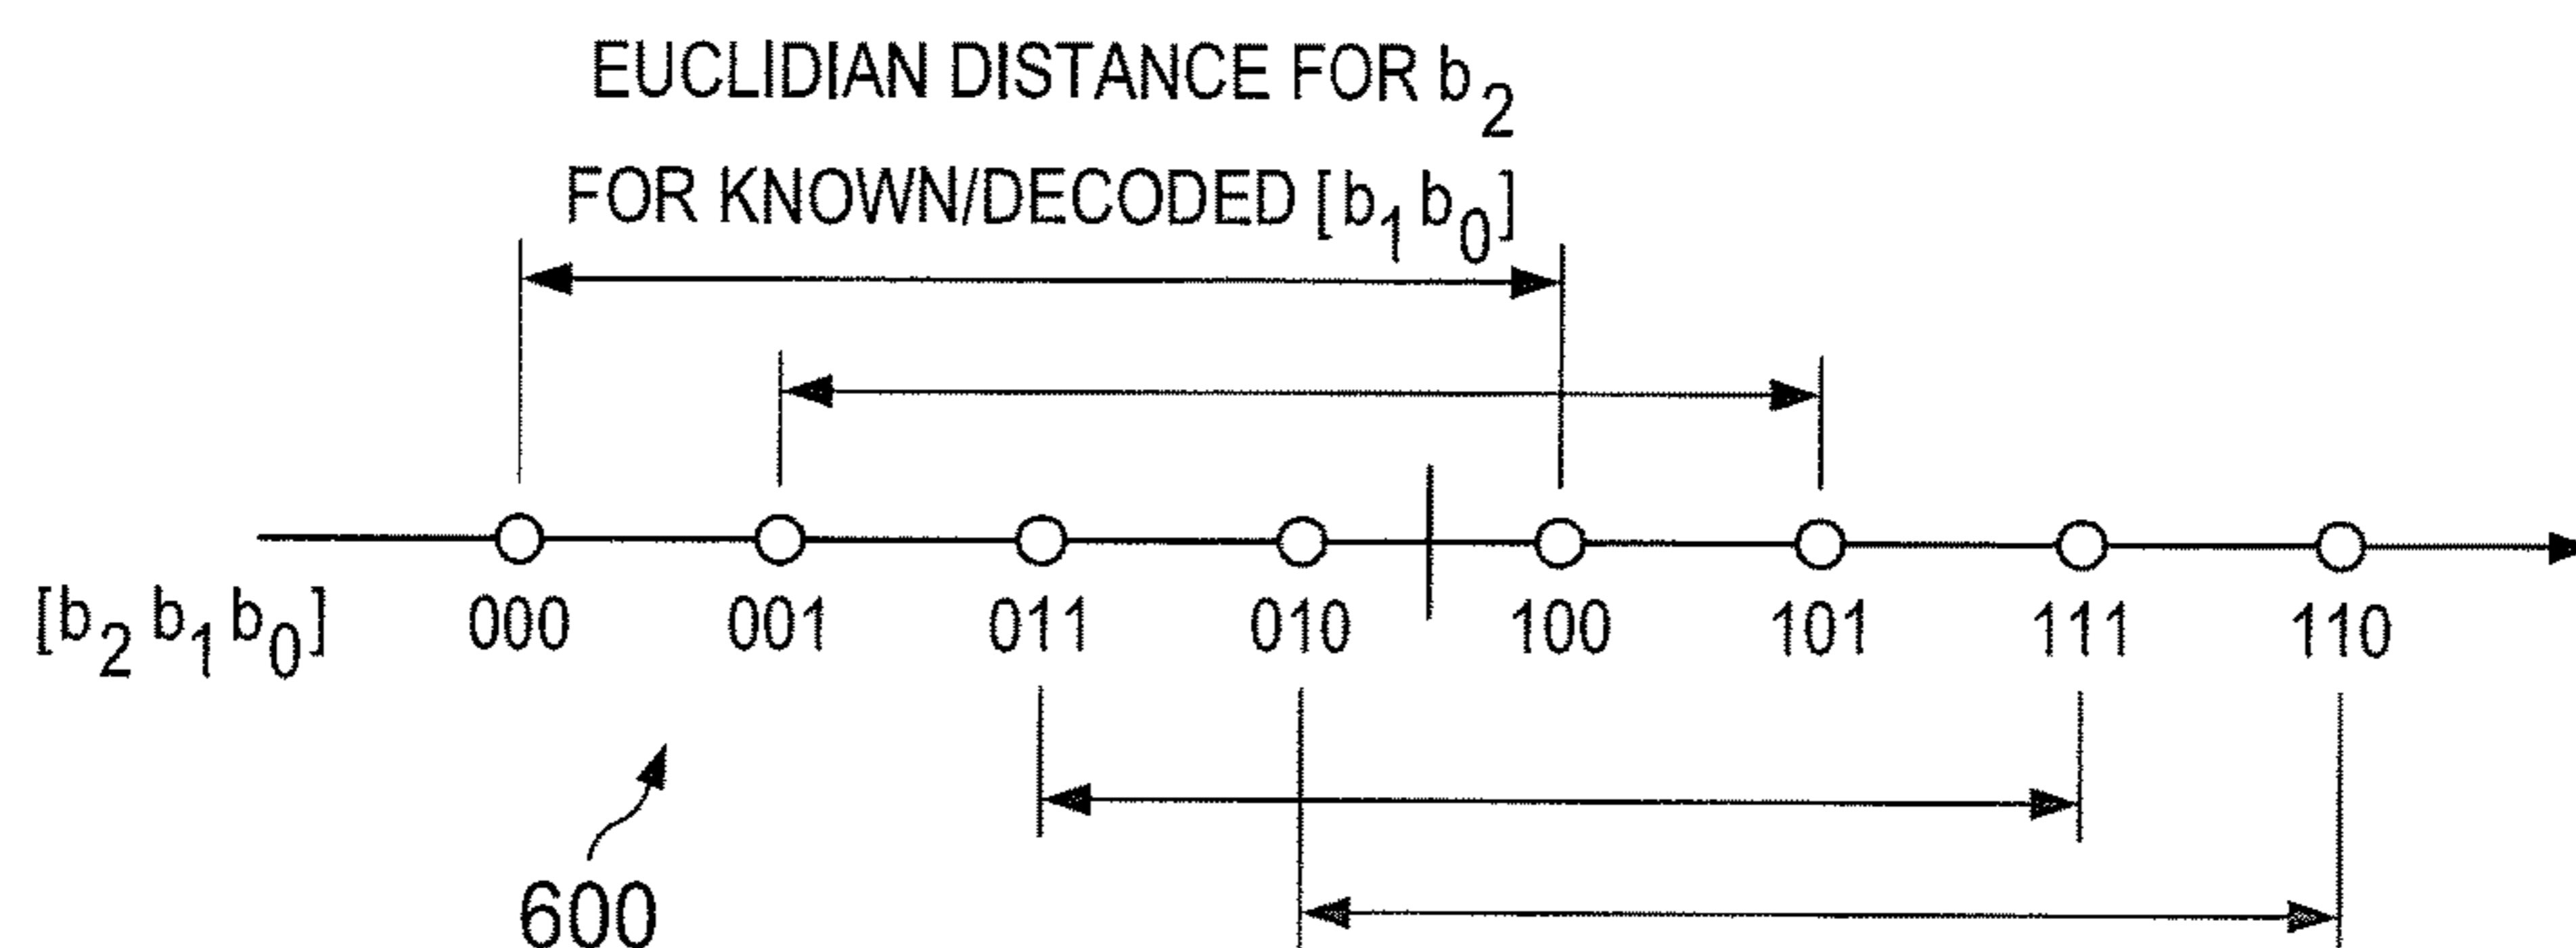 EUCLIDIAN DISTANCE FOR b2
FOR KNOWN/DECODED [b1 b0]
[b2 b1 b0] 000 001 011 010 100 101 111 110
600